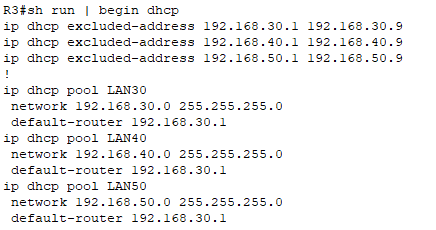 R3#sh run | begin dhcp
ip dhcp excluded-address 192.168.30.1 192.168.30.9
ip dhcp excluded-address 192.168.40.1 192.168.40.9
ip dhcp excluded-address 192.168.50.1 192.168.50.9
!
ip dhcp pool LAN30
 network 192.168.30.0 255.255.255.0
 default-router 192.168.30.1
ip dhcp pool LAN40
 network 192.168.40.0 255.255.255.0
 default-router 192.168.30.1
ip dhcp pool LAN50
 network 192.168.50.0 255.255.255.0
 default-router 192.168.30.1